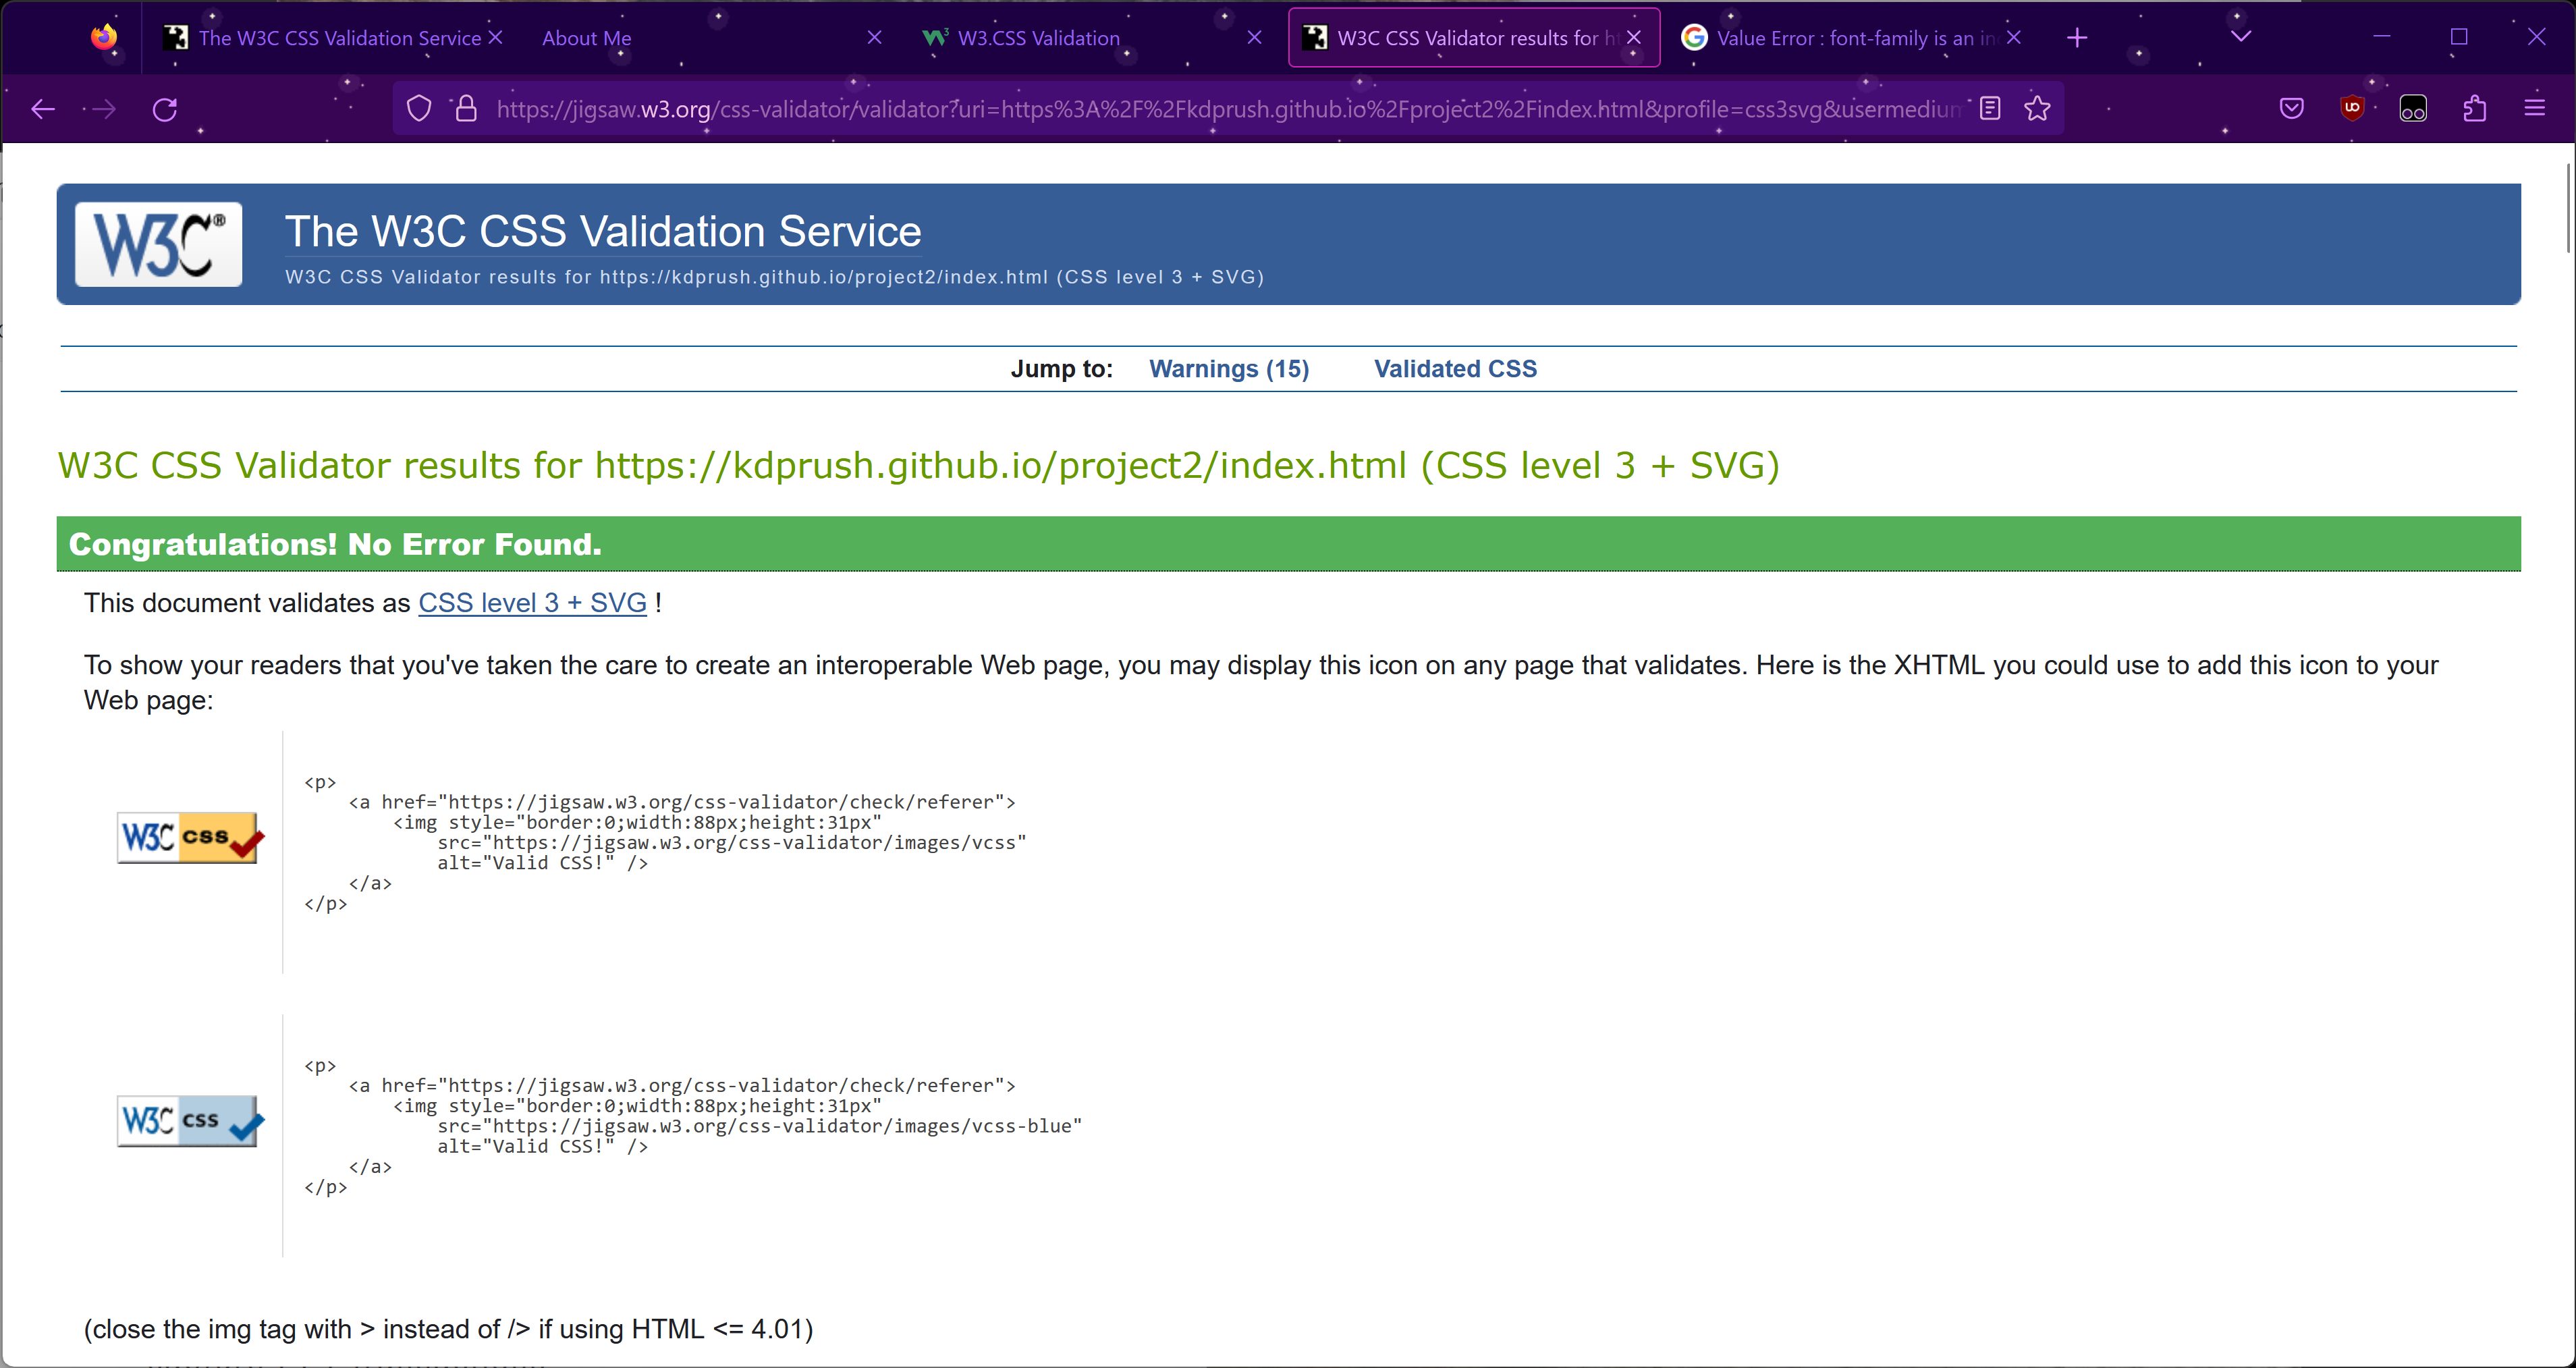 The W3C CSS Validation Service
About Me
W3.CSS Validation
W3C CSS Validator results for ht
Value Error : font-family is an in
https://jigsaw.w3.org/css-validator/validator?uri=https%3A%2F%2Fkdprush.github.io%2Fproject2%2Findex.html&profile=css3svg&usermedium
W3C®
The W3C CSS Validation Service
W3C CSS Validator results for https://kdprush.github.io/project2/index.html (CSS level 3 + SVG)
Jump to: Warnings (15) Validated CSS
W3C CSS Validator results for https://kdprush.github.io/project2/index.html (CSS level 3 + SVG)
Congratulations! No Error Found.
This document validates as CSS level 3 + SVG !
To show your readers that you've taken the care to create an interoperable Web page, you may display this icon on any page that validates. Here is the XHTML you could use to add this icon to your
Web page:
W3C css
<p>
<a href="https://jigsaw.w3.org/css-validator/check/referer">
<img style="border:0;width:88px;height:31px"
src="https://jigsaw.w3.org/css-validator/images/vcss"
alt="Valid CSS!" />
</a>
</p>
W3C css
<p>
<a href="https://jigsaw.w3.org/css-validator/check/referer">
<img style="border:0;width:88px;height:31px"
src="https://jigsaw.w3.org/css-validator/images/vcss-blue"
alt="Valid CSS!" />
</a>
</p>
(close the img tag with > instead of /> if using HTML <= 4.01)